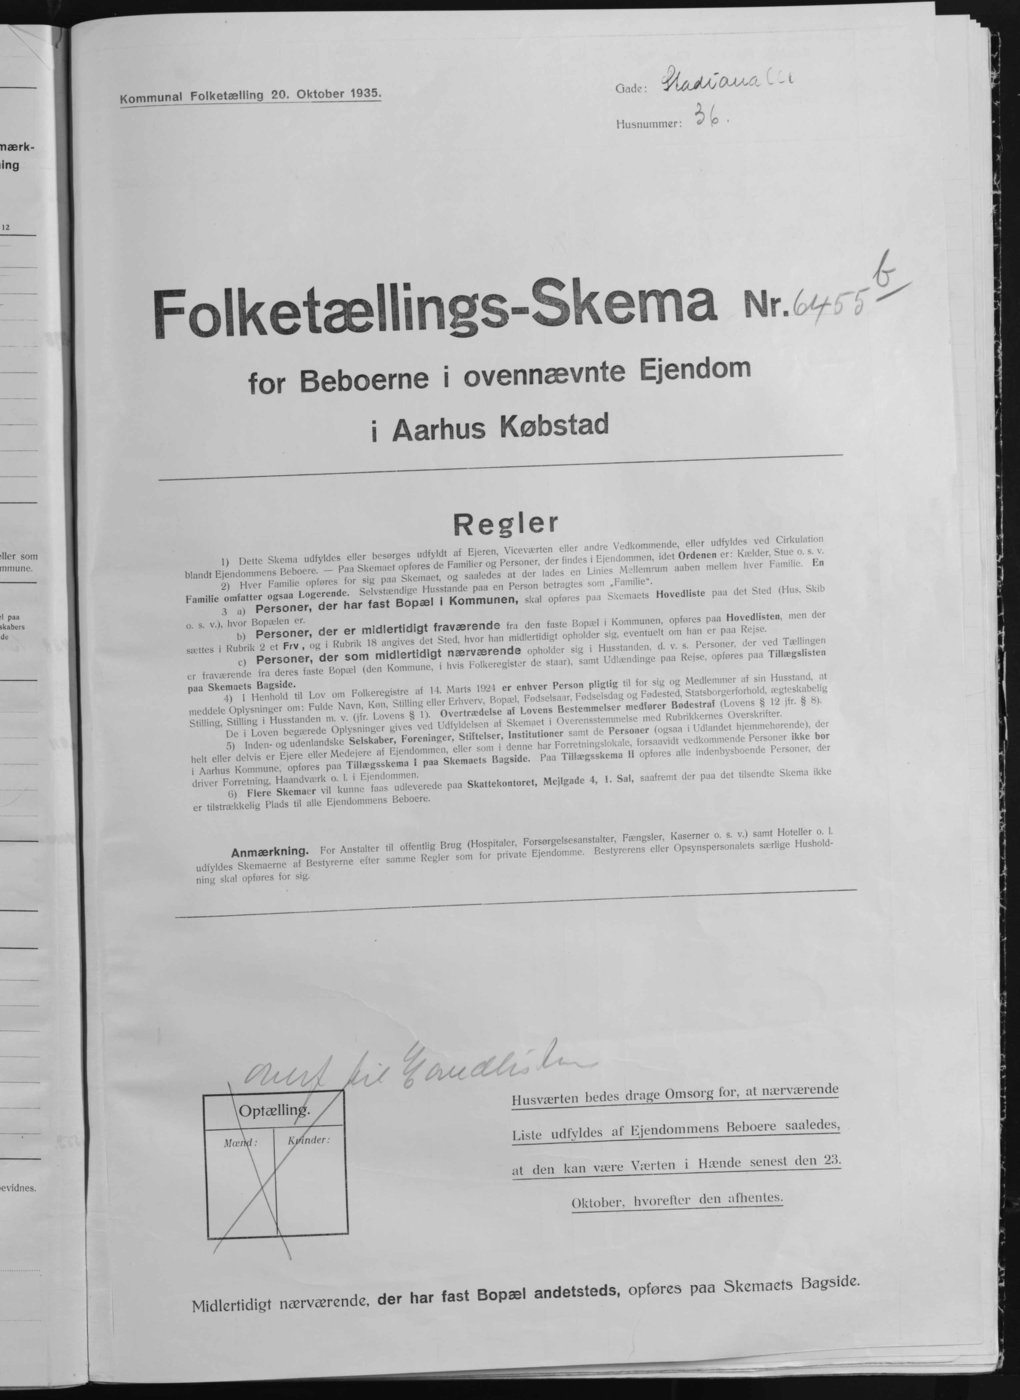 mærk-
ing
12
eller som
mmune.
el paa
skabers
de
evidnes.
Kommunal Folketælling 20. Oktober 1935.
Gade: Stadionalle
Husnummer: 36.
Folketællings-Skema Nr. 6455 b
for Beboerne i ovennævnte Ejendom
i Aarhus Købstad
Regler
1) Dette Skema udfyldes eller besørges udfyldt af Ejeren, Viceværten eller andre Vedkommende, eller udfyldes ved Cirkulation
blandt Ejendommens Beboere. — Paa Skemaet opføres de Familier og Personer, der findes i Ejendommen, idet Ordenen er: Kælder, Stue o. s. v.
2) Hver Familie opføres for sig paa Skemaet, og saaledes at der lades en Linies Mellemrum aaben mellem hver Familie. En
Familie omfatter ogsaa Logerende. Selvstændige Husstande paa en Person betragtes som „Familie“.
3 a) Personer, der har fast Bopæl i Kommunen, skal opføres paa Skemaets Hovedliste paa det Sted (Hus, Skib
o. s. v.), hvor Bopælen er.
b) Personer, der er midlertidigt fraværende fra den faste Bopæl i Kommunen, opføres paa Hovedlisten, men der
sættes i Rubrik 2 et Frv, og i Rubrik 18 angives det Sted, hvor han midlertidigt opholder sig, eventuelt om han er paa Rejse.
c) Personer, der som midlertidigt nærværende opholder sig i Husstanden, d. v. s. Personer, der ved Tællingen
er fraværende fra deres faste Bopæl (den Kommune, i hvis Folkeregister de staar), samt Udlændinge paa Rejse, opføres paa Tillægslisten
paa Skemaets Bagside.
4) I Henhold til Lov om Folkeregistre af 14. Marts 1924 er enhver Person pligtig til for sig og Medlemmer af sin Husstand, at
meddele Oplysninger om: Fulde Navn, Køn, Stilling eller Erhverv, Bopæl, Fødselsaar, Fødselsdag og Fødested, Statsborgerforhold, ægteskabelig
Stilling, Stilling i Husstanden m. v. (jfr. Lovens § 1). Overtrædelse af Lovens Bestemmelser medfører Bødestraf (Lovens § 12 jfr. § 8).
De i Loven begærede Oplysninger gives ved Udfyldelsen af Skemaet i Overensstemmelse med Rubrikkernes Overskrifter.
5) Inden- og udenlandske Selskaber, Foreninger, Stiftelser, Institutioner samt de Personer (ogsaa i Udlandet hjemmehørende), der
helt eller delvis er Ejere eller Medejere af Ejendommen, eller som i denne har Forretningslokale, forsaavidt vedkommende Personer ikke bor
i Aarhus Kommune, opføres paa Tillægsskema I paa Skemaets Bagside. Paa Tillægsskema II opføres alle indenbysboende Personer, der
driver Forretning, Haandværk o. l. i Ejendommen.
6) Flere Skemaer vil kunne faas udleverede paa Skattekontoret, Mejlgade 4, 1. Sal, saafremt der paa det tilsendte Skema ikke
er tilstrækkelig Plads til alle Ejendommens Beboere.
Anmærkning. For Anstalter til offentlig Brug (Hospitaler, Forsørgelsesanstalter, Fængsler, Kaserner o. s. v.) samt Hoteller o. l.
udfyldes Skemaerne af Bestyrerne efter samme Regler som for private Ejendomme. Bestyrerens eller Opsynspersonalets særlige Hushold-
ning skal opføres for sig.
overf til
Optælling.
Mænd: Kvinder:
Husværten bedes drage Omsorg for, at nærværende
Liste udfyldes af Ejendommens Beboere saaledes,
at den kan være Værten i Hænde senest den 23.
Oktober, hvorefter den afhentes.
Midlertidigt nærværende, der har fast Bopæl andetsteds, opføres paa Skemaets Bagside.